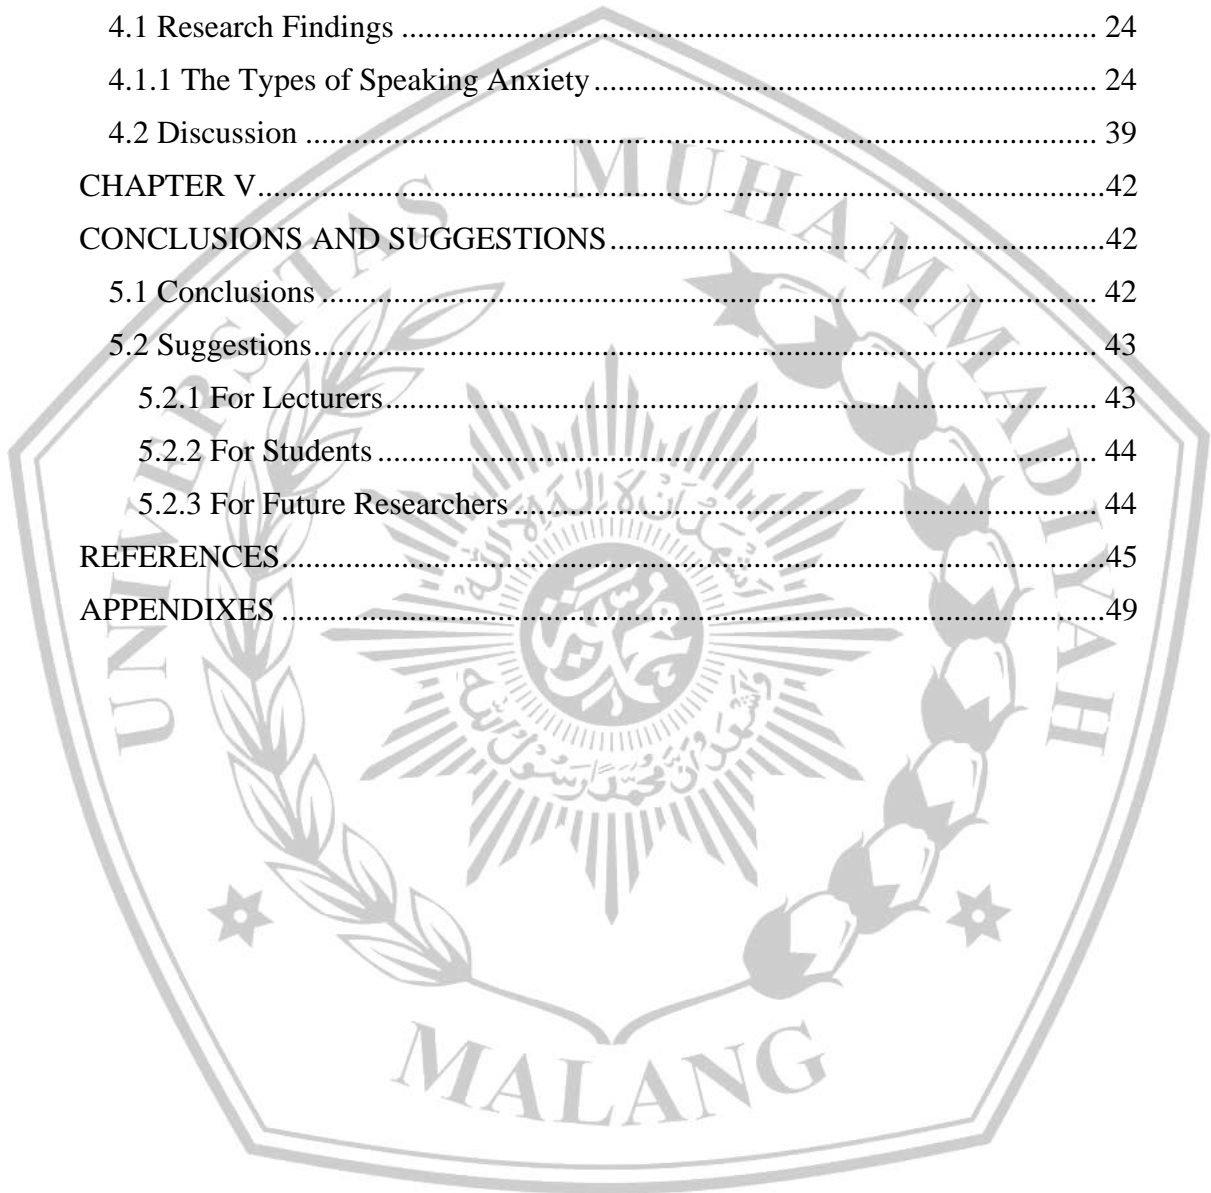 4.1 Research Findings ........ 24
4.1.1 The Types of Speaking Anxiety ........ 24
4.2 Discussion ........ 39
CHAPTER V ........ 42
CONCLUSIONS AND SUGGESTIONS ........ 42
5.1 Conclusions ........ 42
5.2 Suggestions ........ 43
5.2.1 For Lecturers ........ 43
5.2.2 For Students ........ 44
5.2.3 For Future Researchers ........ 44
REFERENCES ........ 45
APPENDIXES ........ 49
UNIVERSITAS MUHAMMADIYAH
MALANG